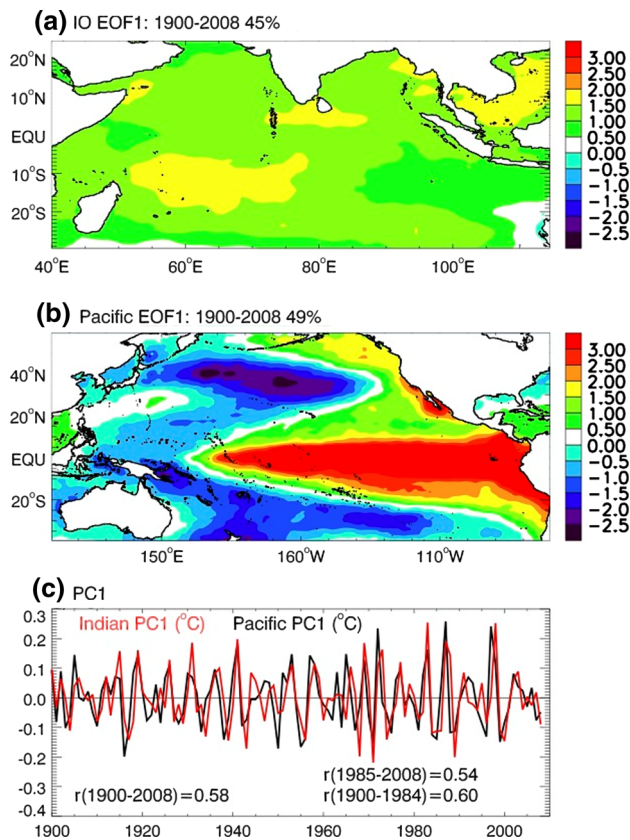 (a) IO EOF1: 1900-2008 45%
20°N
10°N
EQU
10°S
20°S
40°E 60°E 80°E 100°E
3.00
2.50
2.00
1.50
1.00
0.50
0.00
-0.5
-1.0
-1.5
-2.0
-2.5
(b) Pacific EOF1: 1900-2008 49%
40°N
20°N
EQU
20°S
150°E 160°W 110°W
3.00
2.50
2.00
1.50
1.00
0.50
0.00
-0.5
-1.0
-1.5
-2.0
-2.5
(c) PC1
Indian PC1 (°C) Pacific PC1 (°C)
0.3
0.2
0.1
0.0
-0.1
-0.2
-0.3
-0.4
r(1985-2008)=0.54
r(1900-2008)=0.58 r(1900-1984)=0.60
1900 1920 1940 1960 1980 2000